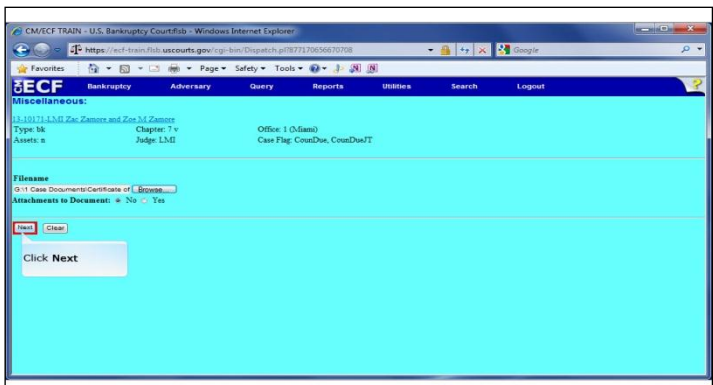 CM/ECF TRAIN - U.S. Bankruptcy Court:flsb - Windows Internet Explorer
https://ecf-train.flsb.uscourts.gov/cgi-bin/Dispatch.pl?877170656670708 Google
Favorites Page Safety Tools
ECF Bankruptcy Adversary Query Reports Utilities Search Logout ?
Miscellaneous:
13-10171-LMI Zac Zamore and Zoe M Zamore
Type: bk Chapter: 7 v Office: 1 (Miami)
Assets: n Judge: LMI Case Flag: CounDue, CounDueJT
Filename
G:\1 Case Documents\Certificate of Browse...
Attachments to Document: No Yes
Next Clear
Click Next